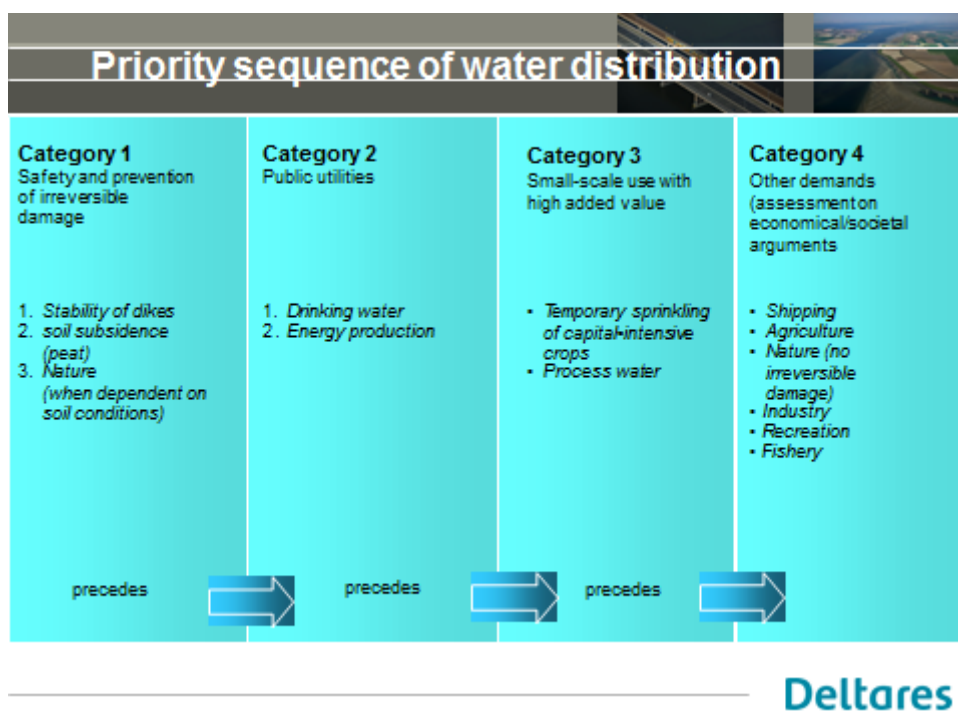 Priority sequence of water distribution
Category 1
Safety and prevention
of irreversible
damage
1. Stability of dikes
2. soil subsidence
(peat)
3. Nature
(when dependent on
soil conditions)
precedes
Category 2
Public utilities
1. Drinking water
2. Energy production
precedes
Category 3
Small-scale use with
high added value
• Temporary sprinkling
of capital-intensive
crops
• Process water
precedes
Category 4
Other demands
(assessment on
economical/societal
arguments
• Shipping
• Agriculture
• Nature (no
irreversible
damage)
• Industry
• Recreation
• Fishery
Deltares